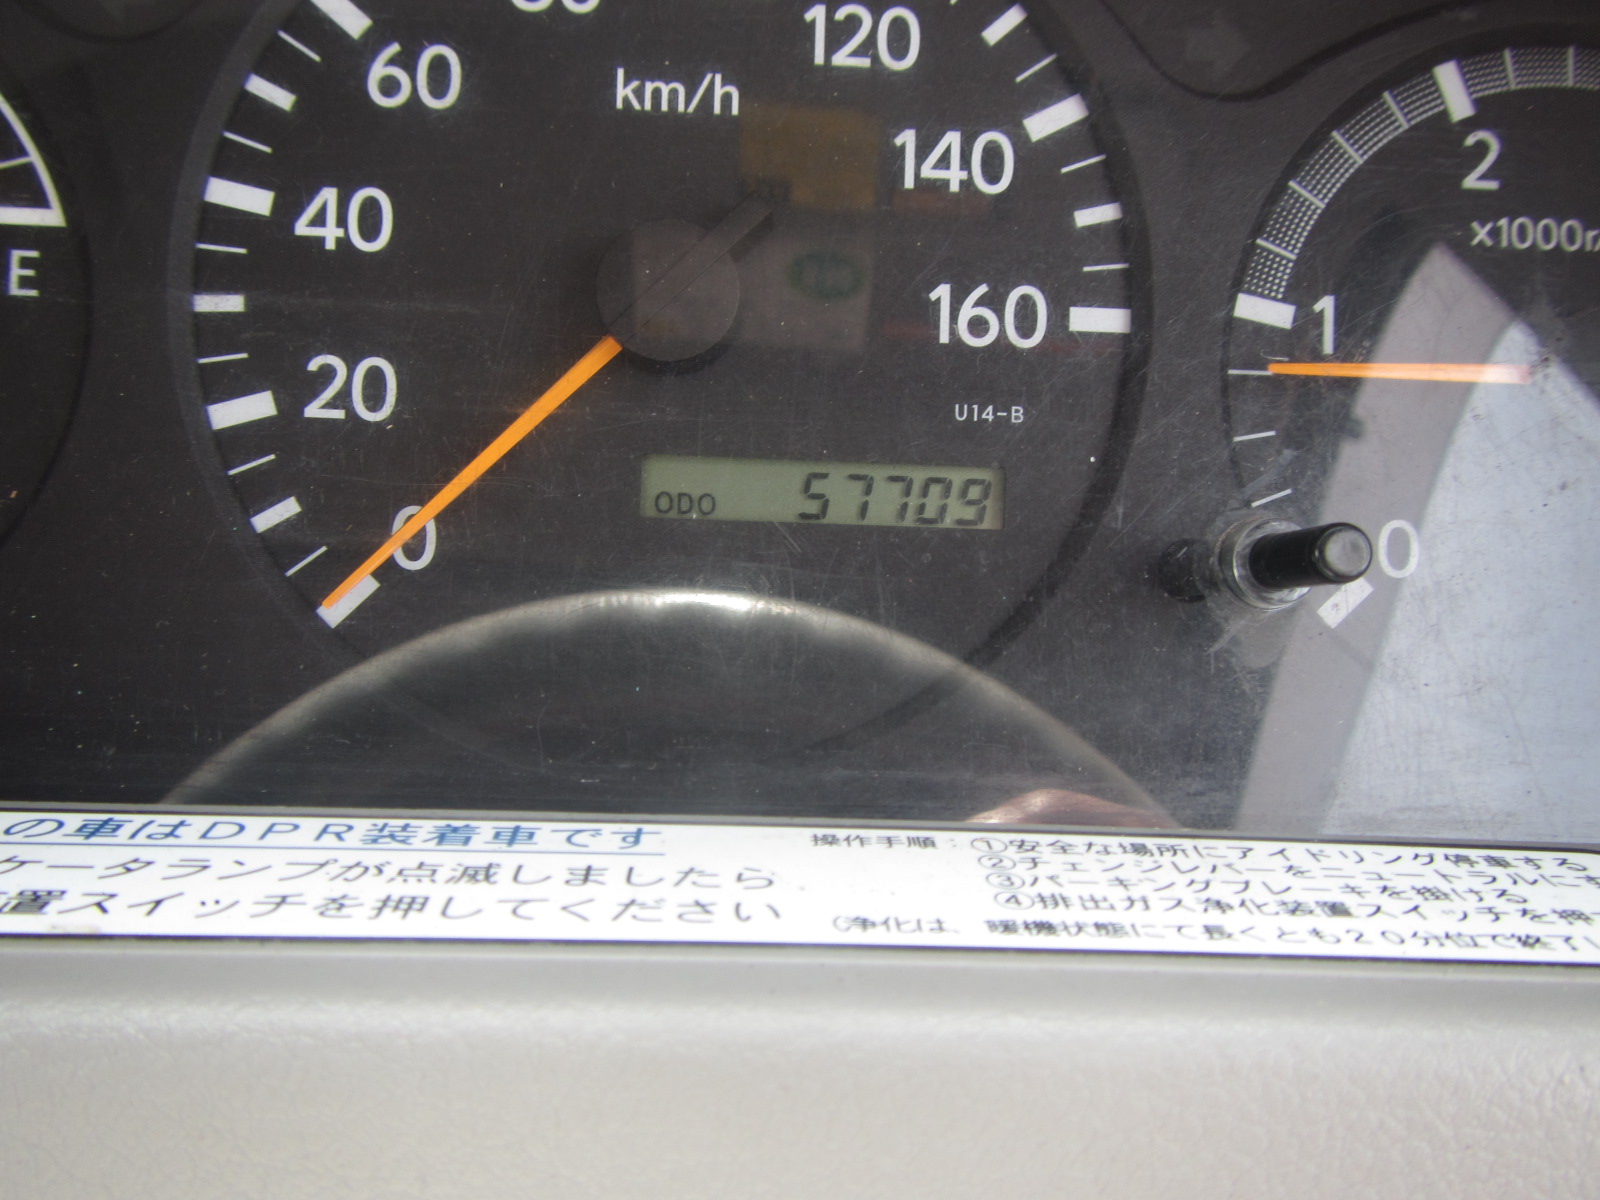 60
120
km/h
140
2
40
x1000r/
E
160
1
20
U14-B
ODO 57709
0
0
の車はDPR装着車です
ケータランプが点滅しましたら
置スイッチを押してください
操作手順：①安全な場所にアイドリング停車する
②チェンジレバーをニュートラルにす
③パーキングブレーキを掛ける
④排出ガス浄化装置スイッチを押
（浄化は、暖機状態にて長くとも20分位で終了